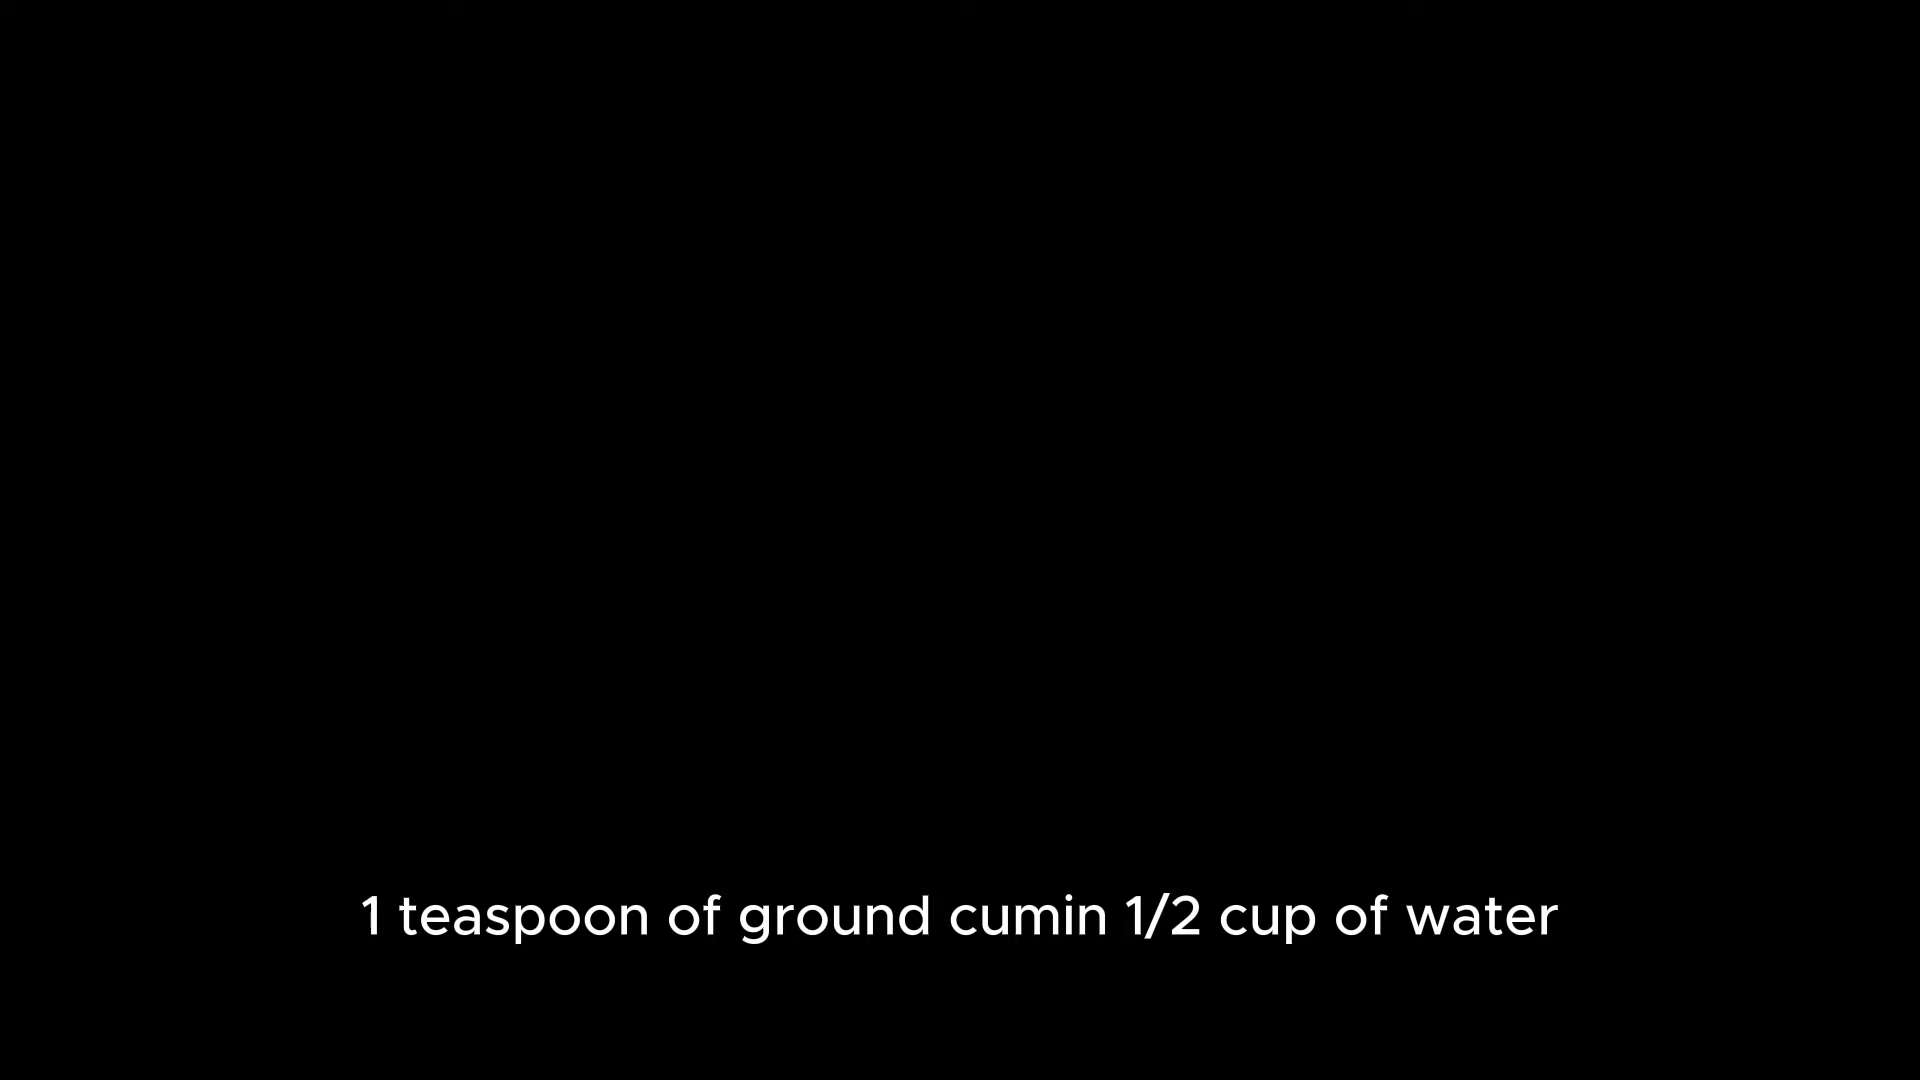 1 teaspoon of ground cumin 1/2 cup of water